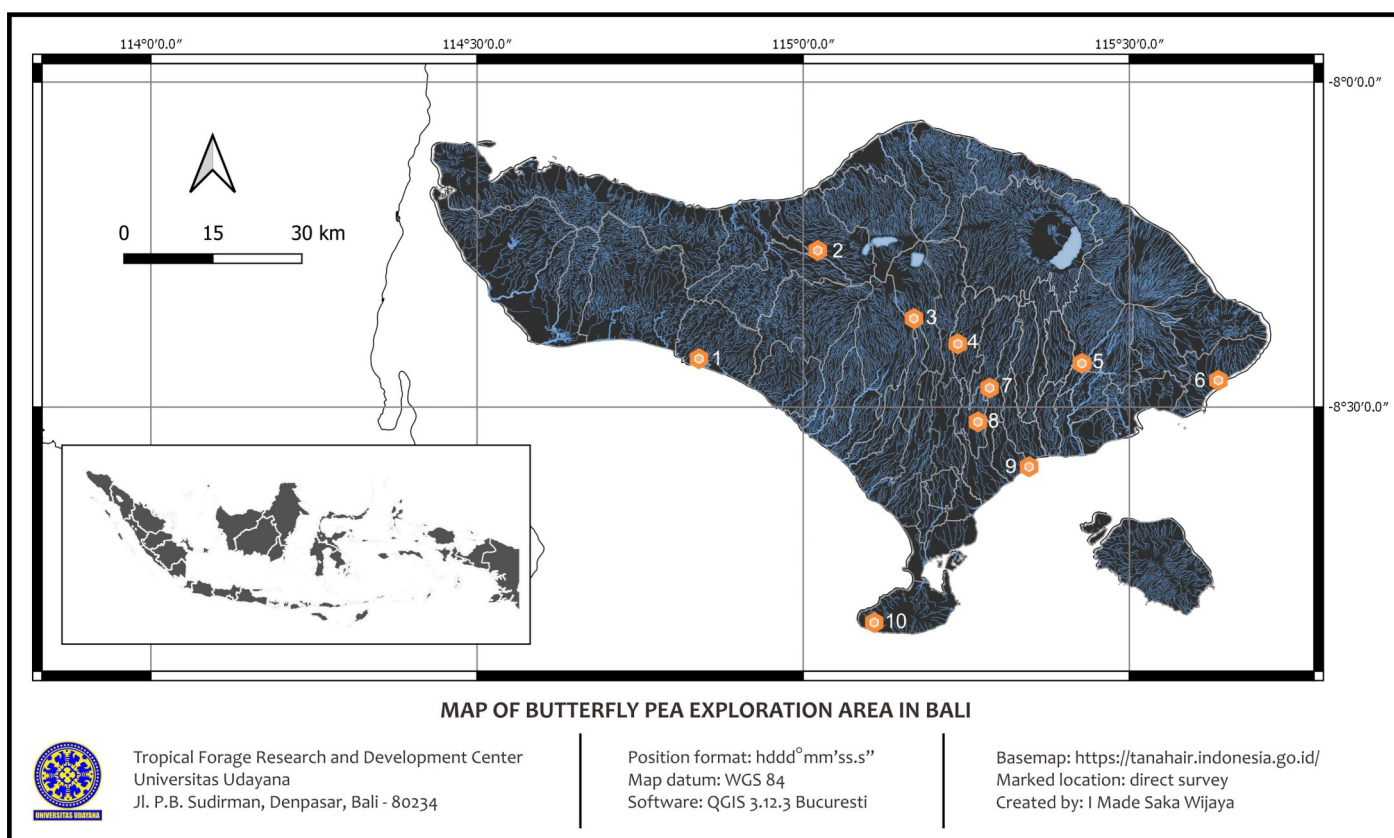 114°0'0.0" 114°30'0.0" 115°0'0.0" 115°30'0.0"
-8°0'0.0"
0 15 30 km
2
3
4
1
5
6
7
-8°30'0.0"
8
9
10
MAP OF BUTTERFLY PEA EXPLORATION AREA IN BALI
UNIVERSITAS UDAYANA
Tropical Forage Research and Development Center
Universitas Udayana
Jl. P.B. Sudirman, Denpasar, Bali - 80234
Position format: hddd°mm'ss.s"
Map datum: WGS 84
Software: QGIS 3.12.3 Bucuresti
Basemap: https://tanahair.indonesia.go.id/
Marked location: direct survey
Created by: I Made Saka Wijaya